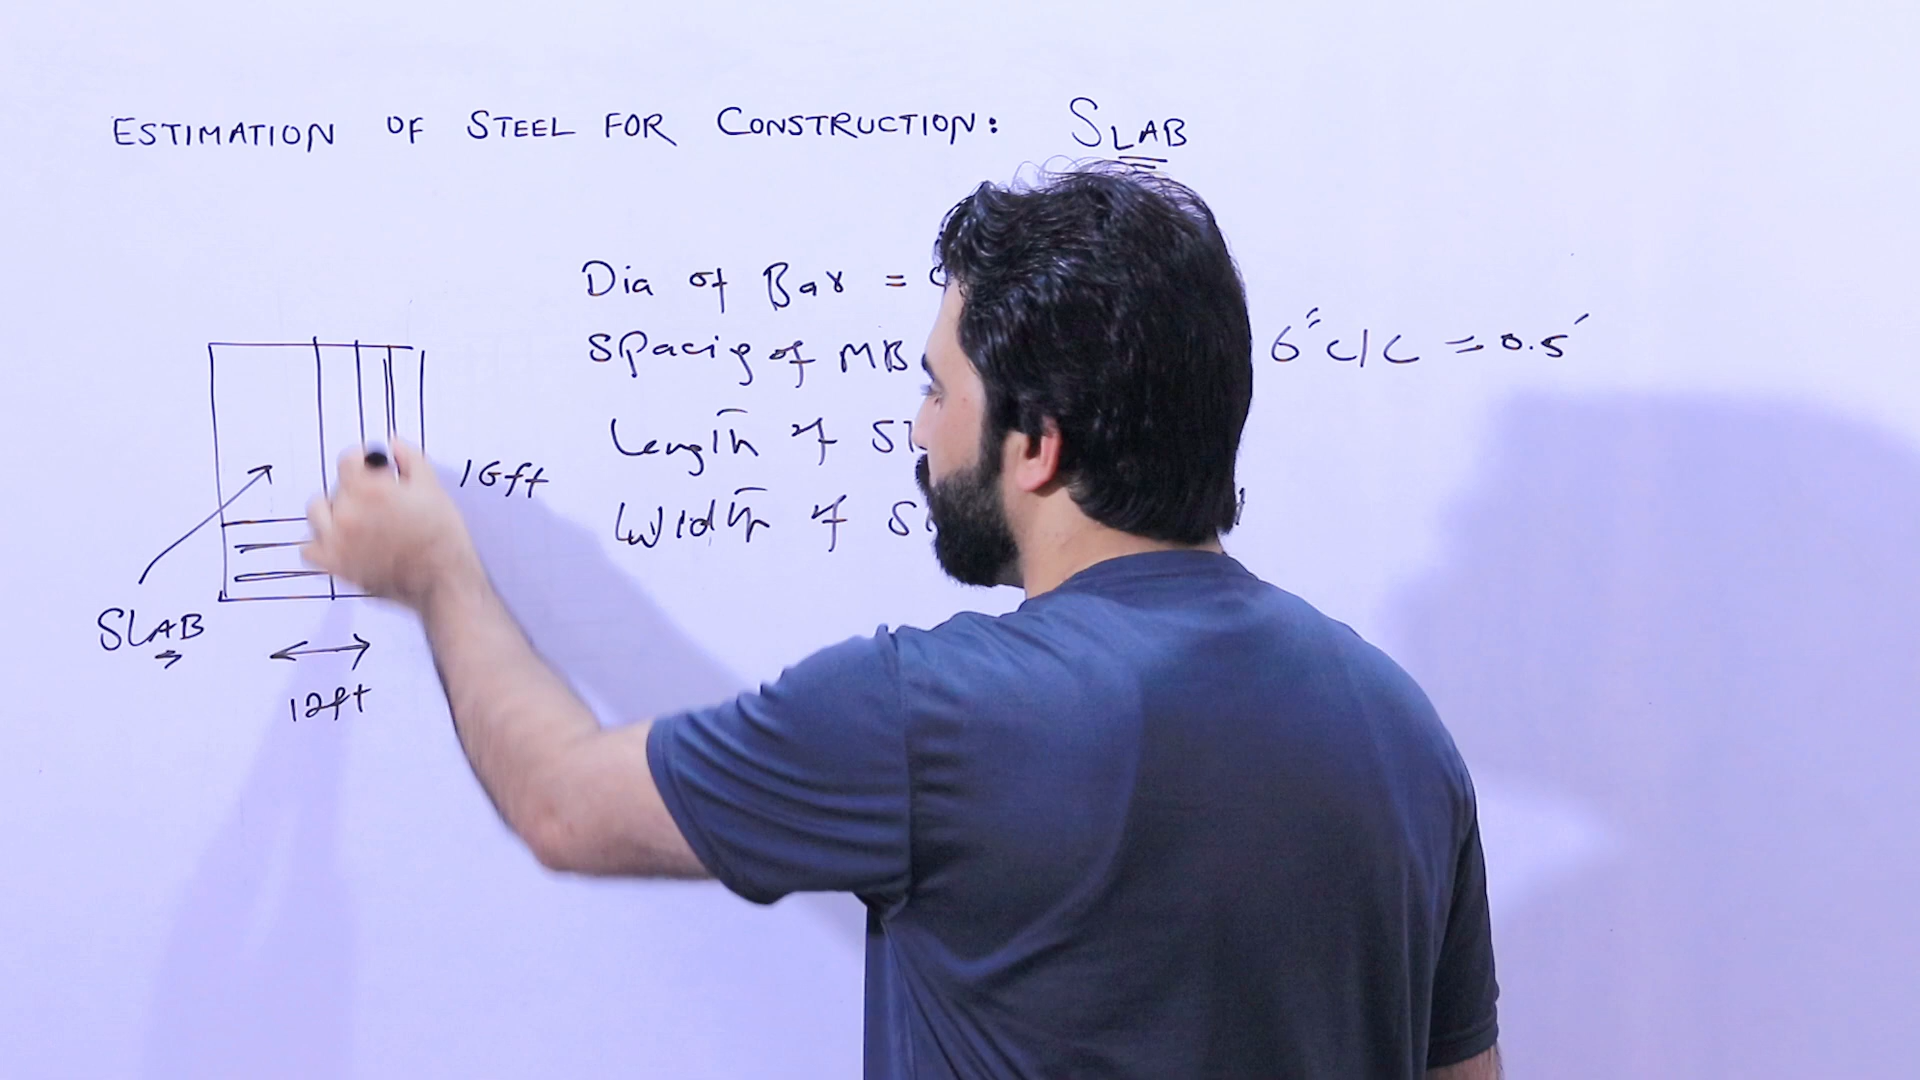 ESTIMATION OF STEEL FOR CONSTRUCTION: SLAB
Dia of Bar =
Spacig of MB 6" c/c = 0.5'
Length of
16ft
Width of
SLAB
12ft